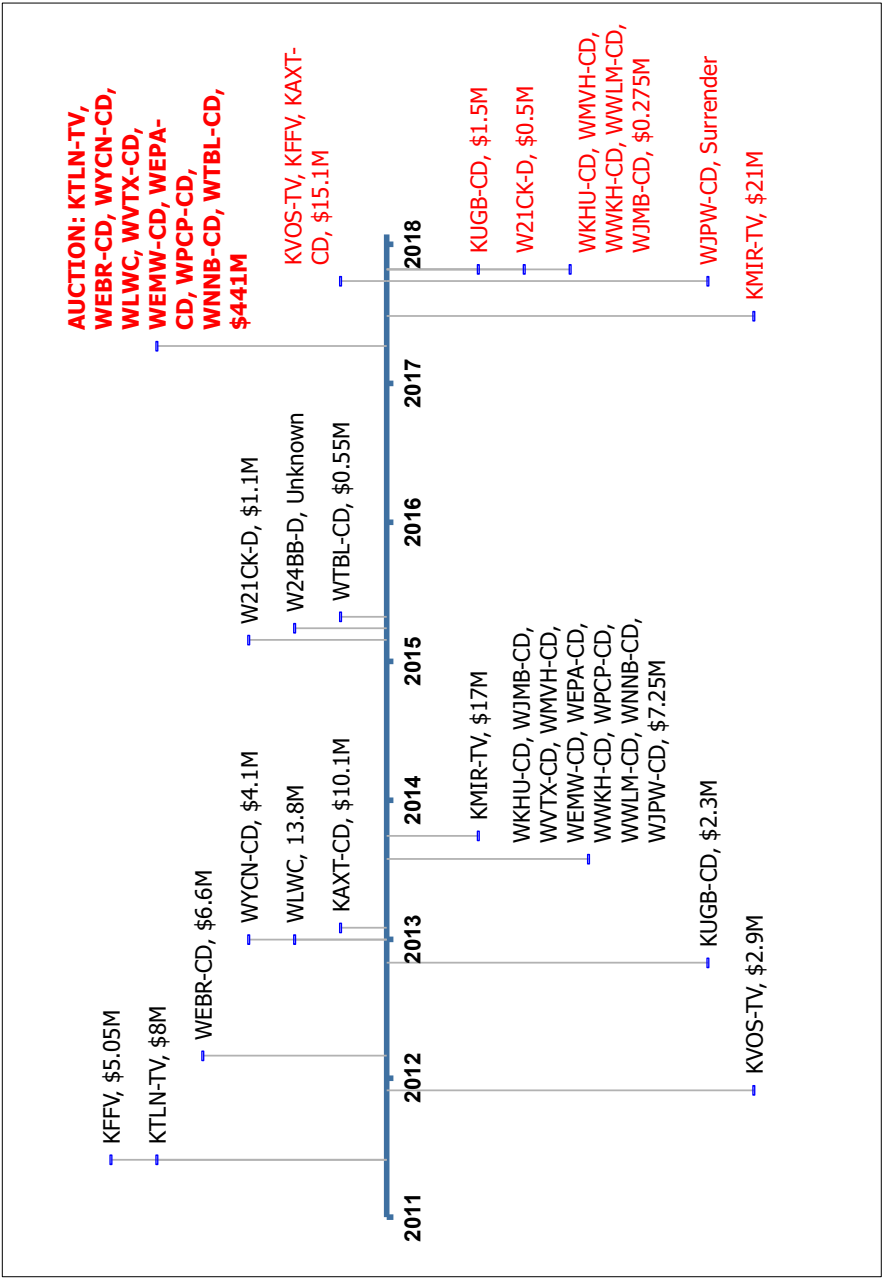 KFFV, $5.05M
KTLN-TV, $8M
WEBR-CD, $6.6M
WYCN-CD, $4.1M
WLWC, 13.8M
KAXT-CD, $10.1M
W21CK-D, $1.1M
W24BB-D, Unknown
WTBL-CD, $0.55M
AUCTION: KTLN-TV,
WEBR-CD, WYCN-CD,
WLWC, WVTX-CD,
WEMW-CD, WEPA-
CD, WPCP-CD,
WNNB-CD, WTBL-CD,
$441M
KVOS-TV, KFFV, KAXT-
CD, $15.1M
2011
2012
2013
2014
2015
2016
2017
2018
KVOS-TV, $2.9M
KUGB-CD, $2.3M
WKHU-CD, WJMB-CD,
WVTX-CD, WMVH-CD,
WEMW-CD, WEPA-CD,
WWKH-CD, WPCP-CD,
WWLM-CD, WNNB-CD,
WJPW-CD, $7.25M
KMIR-TV, $17M
KUGB-CD, $1.5M
W21CK-D, $0.5M
WKHU-CD, WMVH-CD,
WWKH-CD, WWLM-CD,
WJMB-CD, $0.275M
WJPW-CD, Surrender
KMIR-TV, $21M